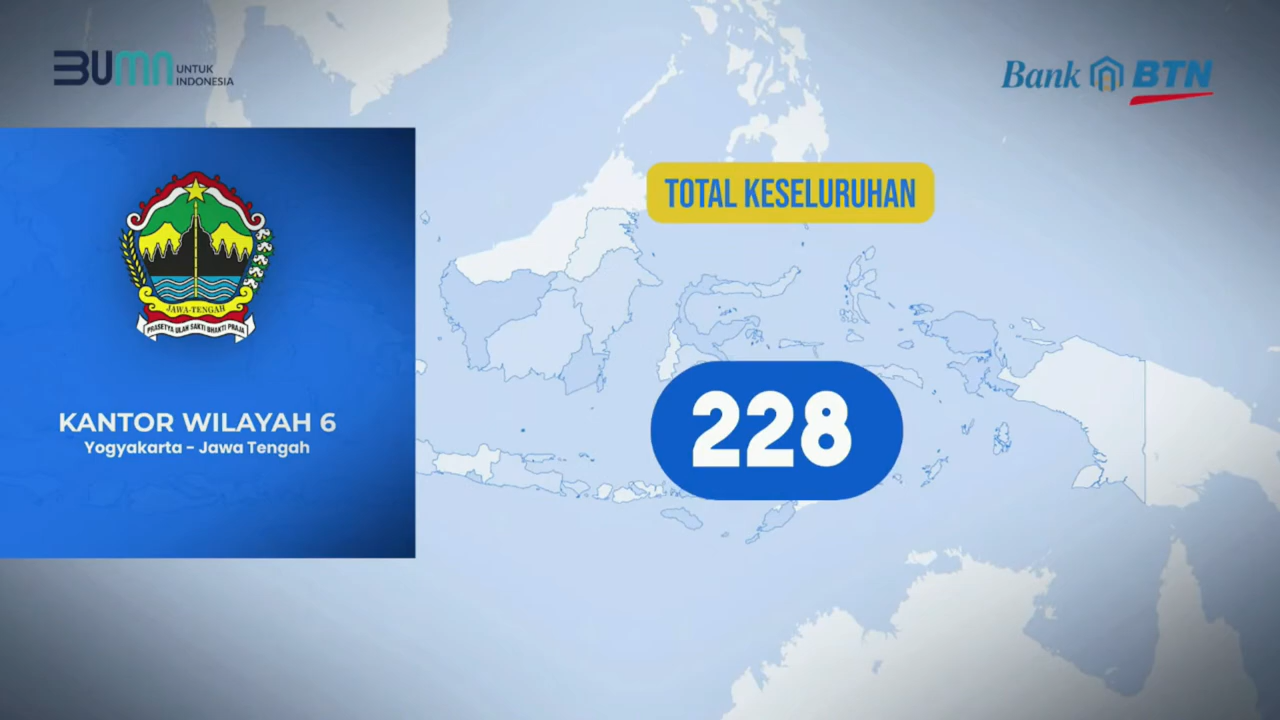 BUMN UNTUK
INDONESIA
Bank BTN
TOTAL KESELURUHAN
JAWA-TENGAH
PRASETYA ULAH SAKTI BHAKTI PRAJA
KANTOR WILAYAH 6
Yogyakarta - Jawa Tengah
228